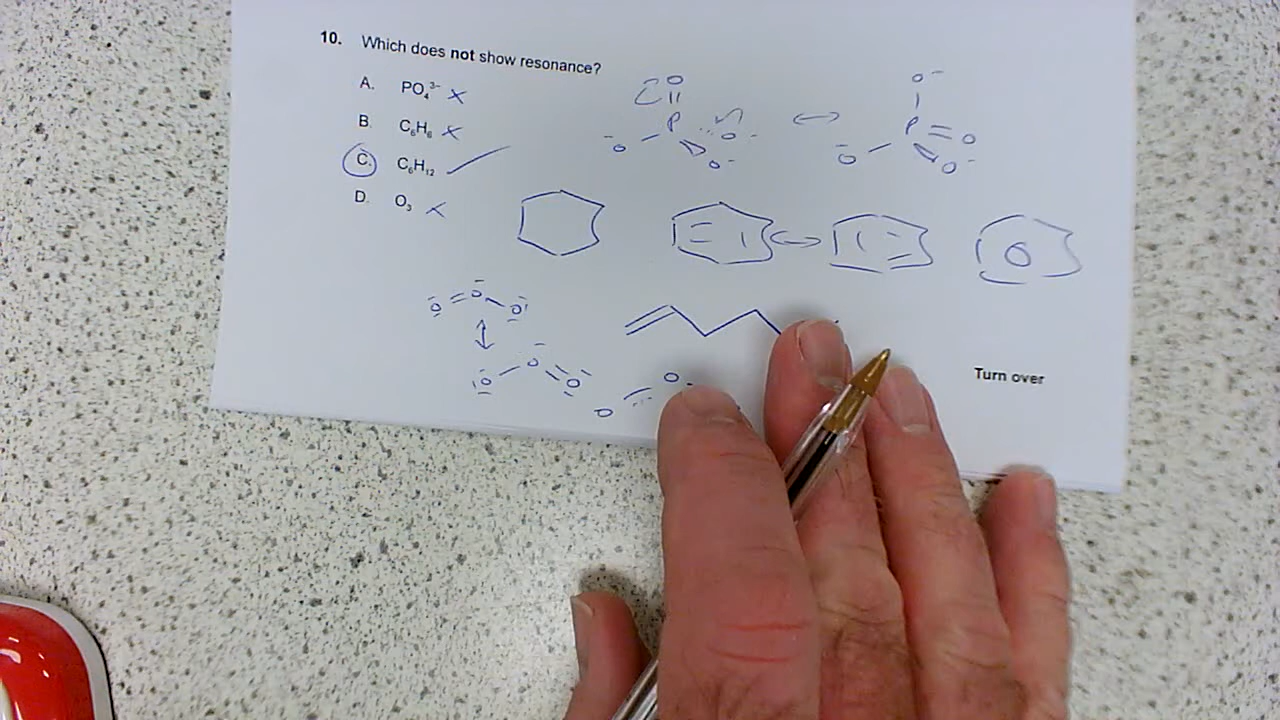 10. Which does not show resonance?
A. PO₄³⁻ x
B. C₆H₆ x
C. C₆H₁₂ ✓
D. O₃ x
O O⁻
P O⁻ ↔ P = O
⁻O O⁻ ⁻O O⁻
O = O - O
↕
O - O = O
O O
Turn over